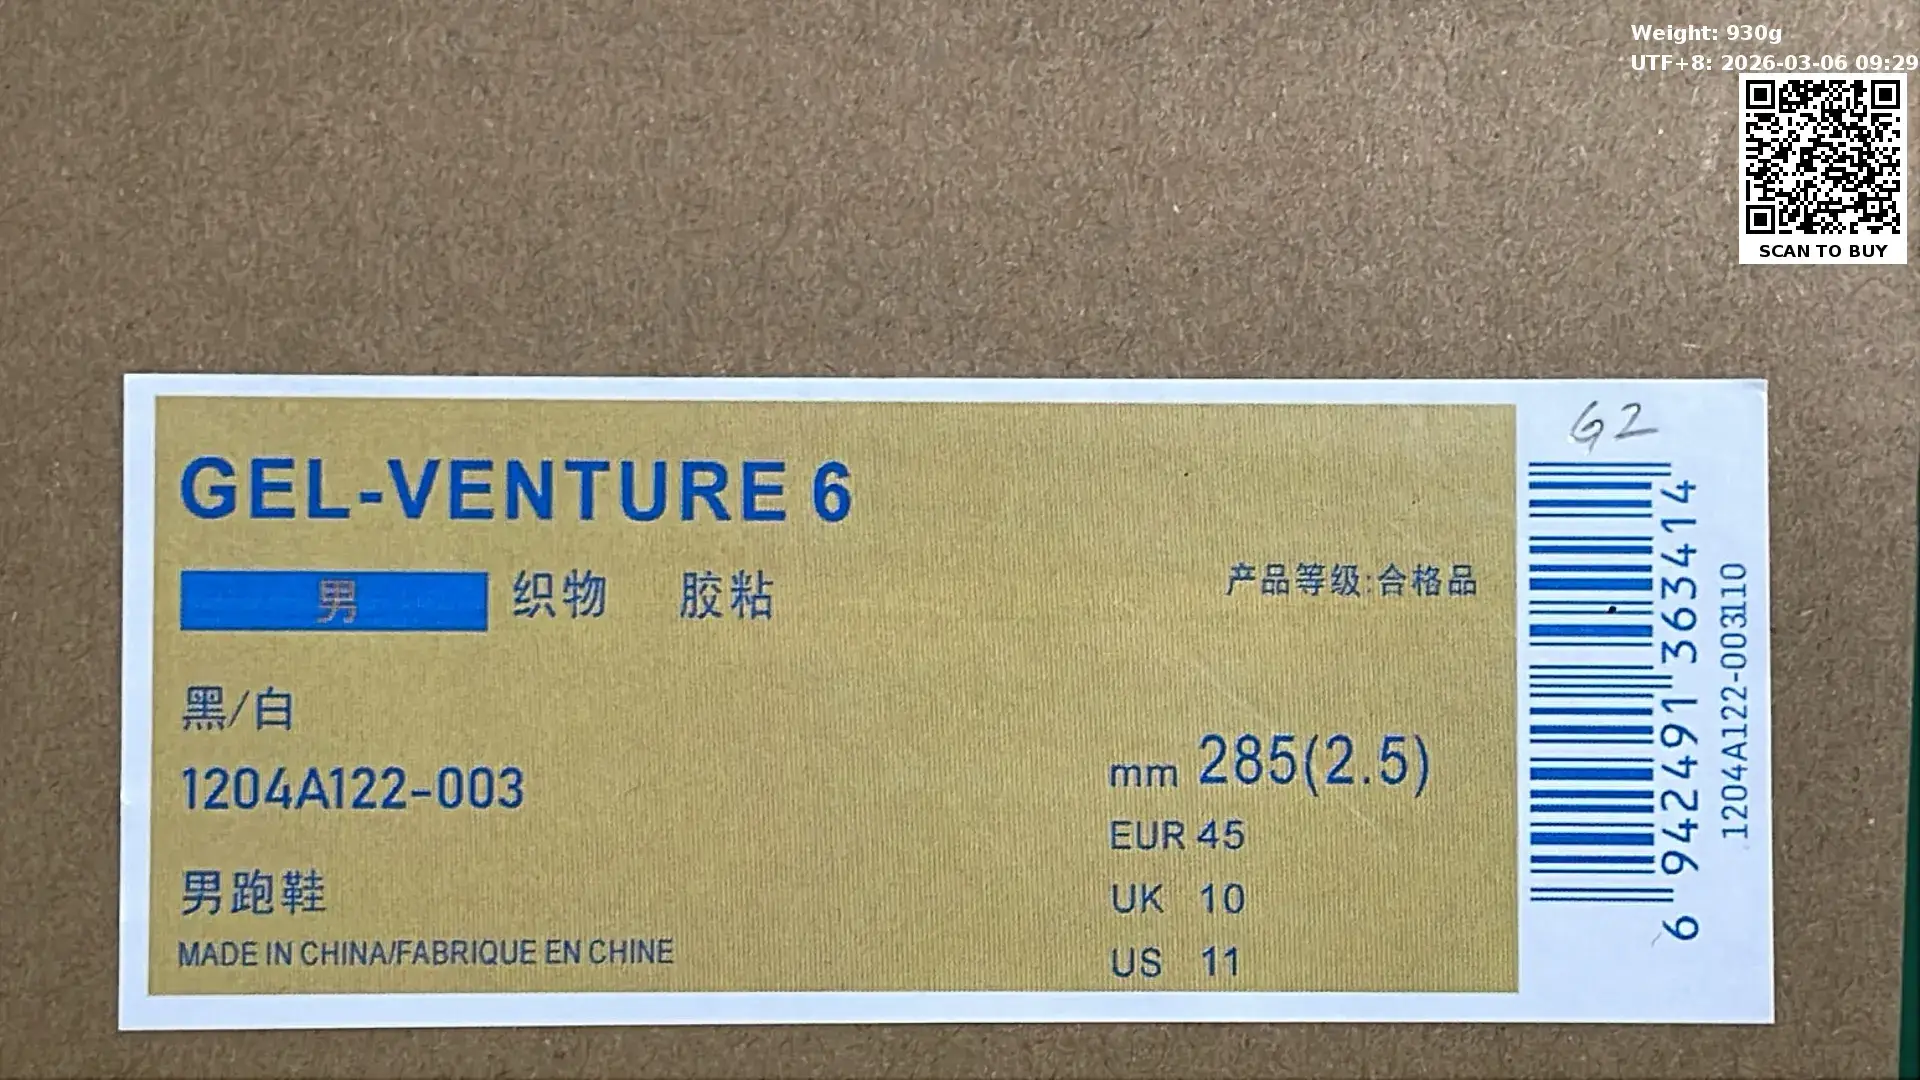 Weight: 930g
UTF+8: 2026-03-06 09:29
SCAN TO BUY
G2
GEL-VENTURE 6
男 织物 胶粘
产品等级:合格品
黑/白
1204A122-003
mm 285(2.5)
EUR 45
UK 10
US 11
男跑鞋
MADE IN CHINA/FABRIQUE EN CHINE
6 942491 363414
1204A122-003110